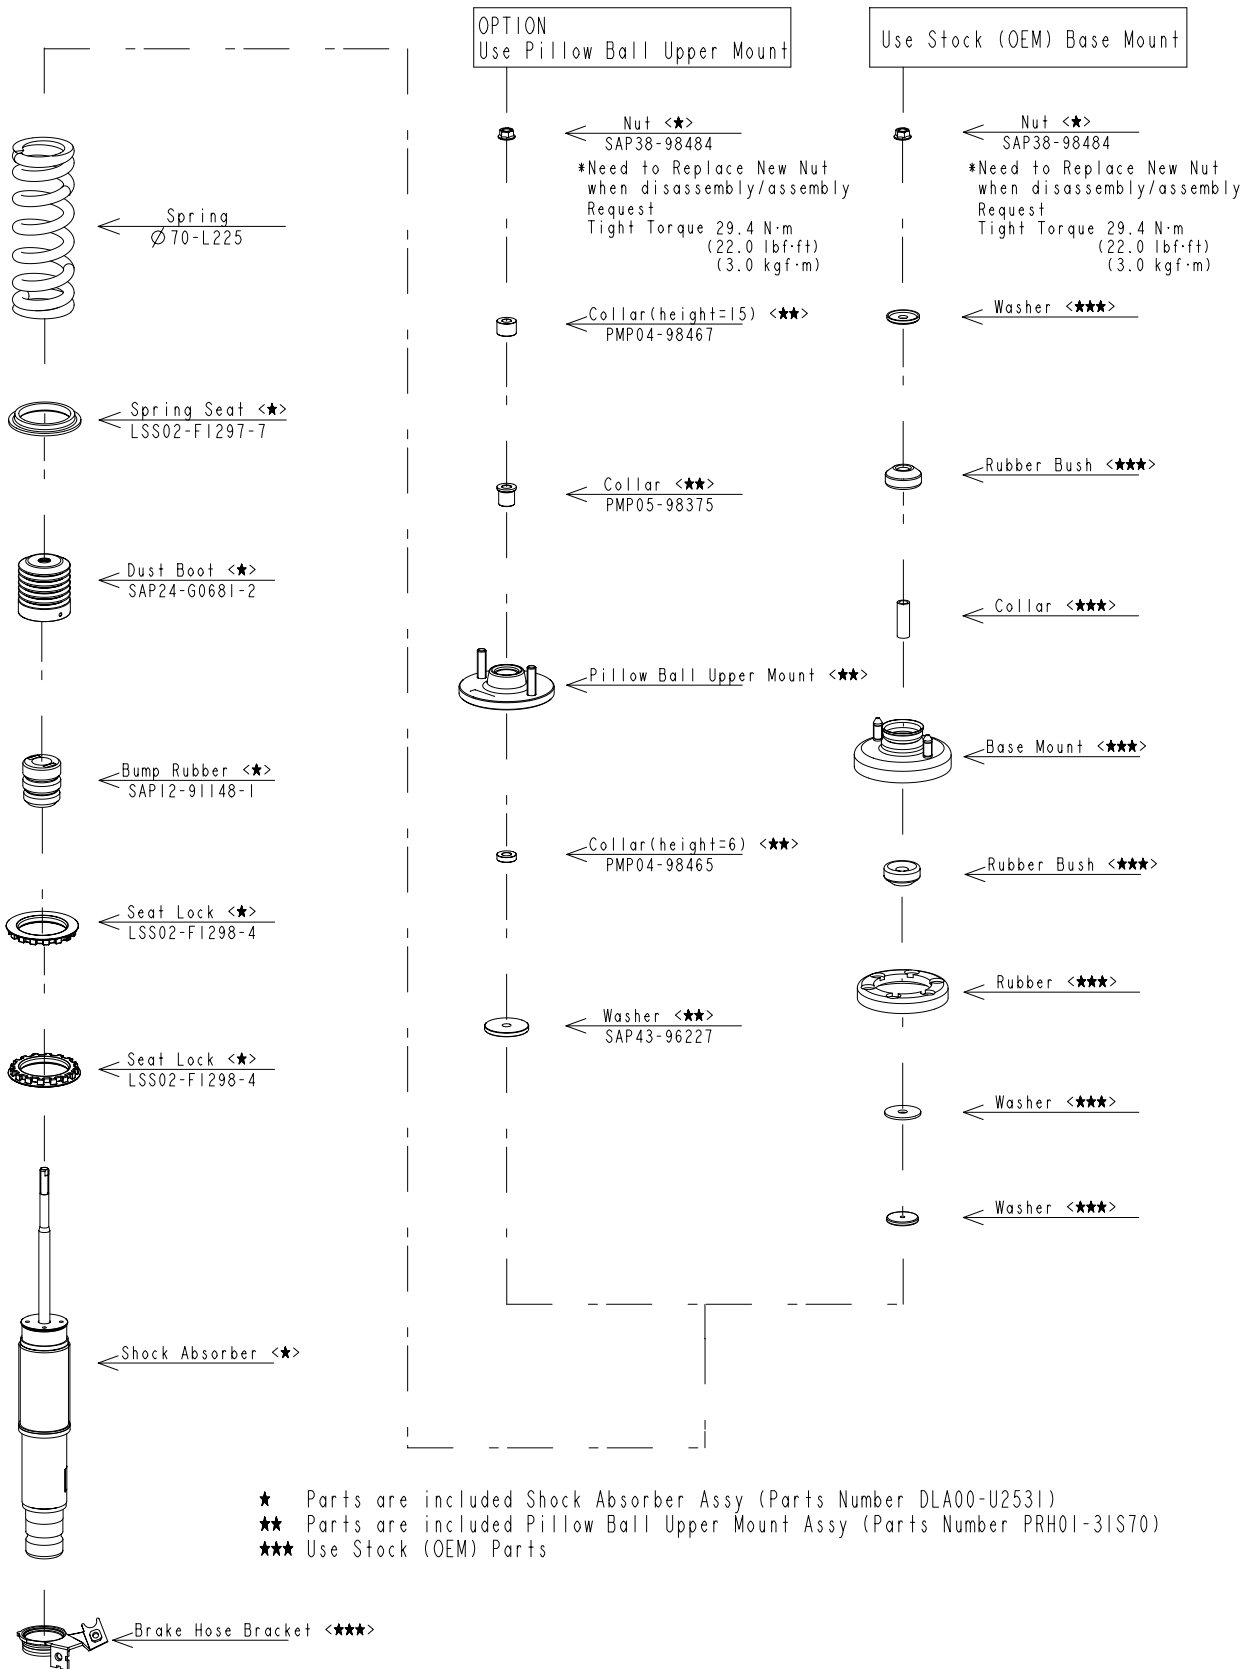 OPTION
Use Pillow Ball Upper Mount
Use Stock (OEM) Base Mount
Spring
Ø70-L225
Spring Seat <★>
LSS02-F1297-7
Dust Boot <★>
SAP24-G0681-2
Bump Rubber <★>
SAP12-91148-1
Seat Lock <★>
LSS02-F1298-4
Seat Lock <★>
LSS02-F1298-4
Shock Absorber <★>
Brake Hose Bracket <★★★>
Nut <★>
SAP38-98484
*Need to Replace New Nut
when disassembly/assembly
Request
Tight Torque 29.4 N·m
(22.0 lbf·ft)
(3.0 kgf·m)
Collar(height=15) <★★>
PMP04-98467
Collar <★★>
PMP05-98375
Pillow Ball Upper Mount <★★>
Collar(height=6) <★★>
PMP04-98465
Washer <★★>
SAP43-96227
Nut <★>
SAP38-98484
*Need to Replace New Nut
when disassembly/assembly
Request
Tight Torque 29.4 N·m
(22.0 lbf·ft)
(3.0 kgf·m)
Washer <★★★>
Rubber Bush <★★★>
Collar <★★★>
Base Mount <★★★>
Rubber Bush <★★★>
Rubber <★★★>
Washer <★★★>
Washer <★★★>
★ Parts are included Shock Absorber Assy (Parts Number DLA00-U2531)
★★ Parts are included Pillow Ball Upper Mount Assy (Parts Number PRH01-31S70)
★★★ Use Stock (OEM) Parts